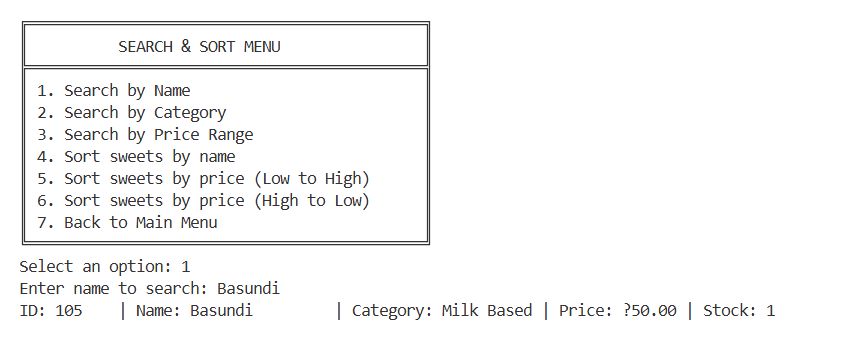 SEARCH & SORT MENU
1. Search by Name
2. Search by Category
3. Search by Price Range
4. Sort sweets by name
5. Sort sweets by price (Low to High)
6. Sort sweets by price (High to Low)
7. Back to Main Menu
Select an option: 1
Enter name to search: Basundi
ID: 105    | Name: Basundi         | Category: Milk Based | Price: ?50.00 | Stock: 1